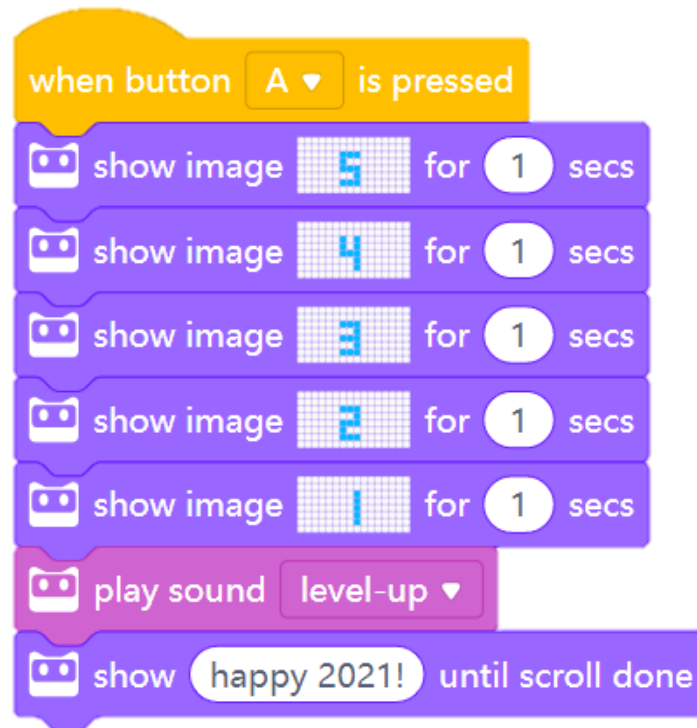 when button A is pressed
show image 5 for 1 secs
show image 4 for 1 secs
show image 3 for 1 secs
show image 2 for 1 secs
show image 1 for 1 secs
play sound level-up
show happy 2021! until scroll done